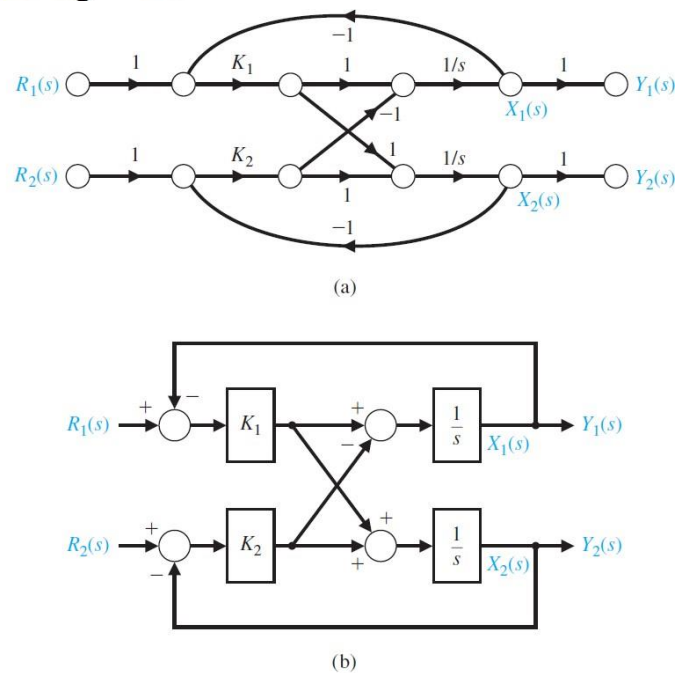 −1
1 K₁ 1 1/s 1
R₁(s) Y₁(s)
−1 X₁(s)
1 K₂ 1 1/s 1
R₂(s) Y₂(s)
1 X₂(s)
−1
(a)
+ − +
R₁(s) K₁ 1/s Y₁(s)
− X₁(s)
+ +
R₂(s) K₂ 1/s Y₂(s)
− + X₂(s)
(b)